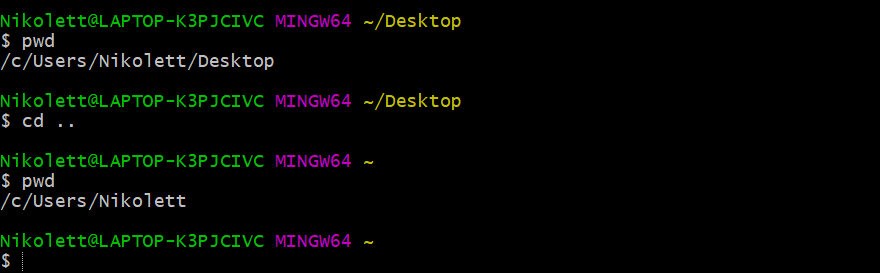 Nikolett@LAPTOP-K3PJCIVC MINGW64 ~/Desktop
$ pwd
/c/Users/Nikolett/Desktop
Nikolett@LAPTOP-K3PJCIVC MINGW64 ~/Desktop
$ cd ..
Nikolett@LAPTOP-K3PJCIVC MINGW64 ~
$ pwd
/c/Users/Nikolett
Nikolett@LAPTOP-K3PJCIVC MINGW64 ~
$